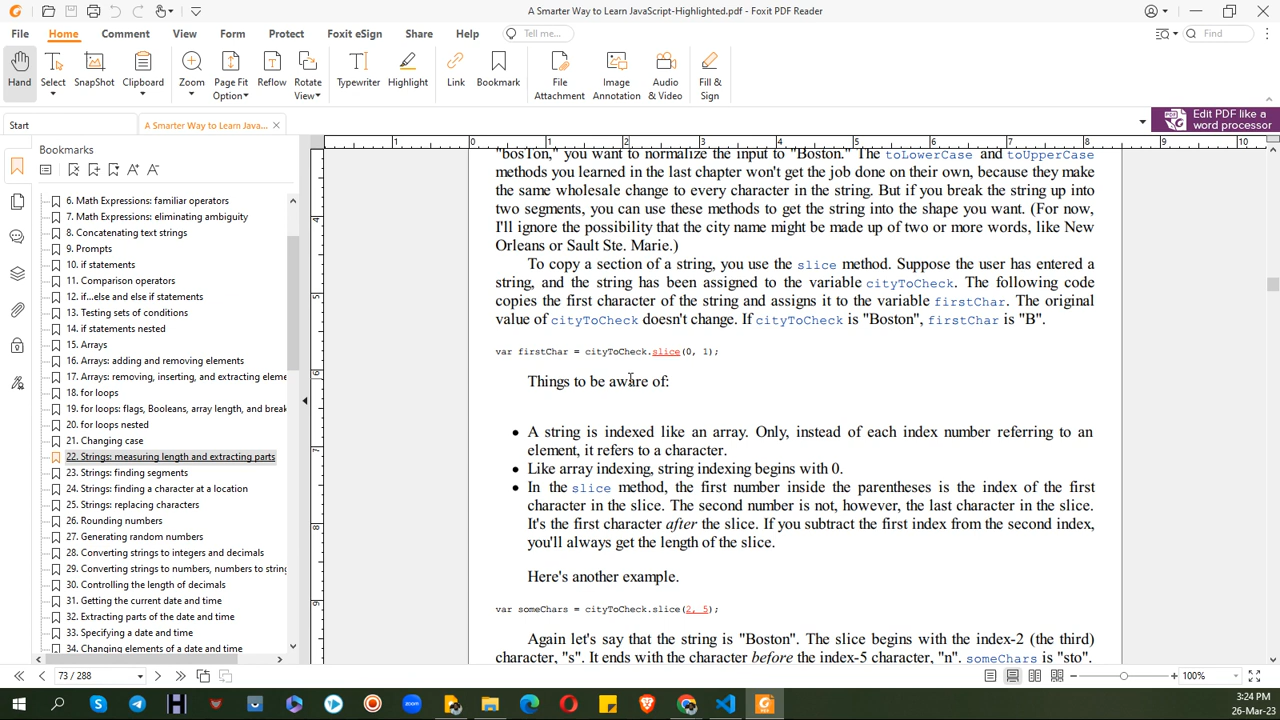 A Smarter Way to Learn JavaScript-Highlighted.pdf - Foxit PDF Reader
File Home Comment View Form Protect Foxit eSign Share Help Tell me... Find
Hand Select SnapShot Clipboard Zoom Page Fit Option Reflow Rotate View Typewriter Highlight Link Bookmark File Attachment Image Annotation Audio & Video Fill & Sign
Start
A Smarter Way to Learn Java...
Edit PDF like a
word processor
Bookmarks
6. Math Expressions: familiar operators
7. Math Expressions: eliminating ambiguity
8. Concatenating text strings
9. Prompts
10. if statements
11. Comparison operators
12. if...else and else if statements
13. Testing sets of conditions
14. if statements nested
15. Arrays
16. Arrays: adding and removing elements
17. Arrays: removing, inserting, and extracting eleme
18. for loops
19. for loops: flags, Booleans, array length, and break
20. for loops nested
21. Changing case
22. Strings: measuring length and extracting parts
23. Strings: finding segments
24. Strings: finding a character at a location
25. Strings: replacing characters
26. Rounding numbers
27. Generating random numbers
28. Converting strings to integers and decimals
29. Converting strings to numbers, numbers to string
30. Controlling the length of decimals
31. Getting the current date and time
32. Extracting parts of the date and time
33. Specifying a date and time
34. Changing elements of a date and time
1 0 1 2 3 4 5 6 7 8 9 10
4
5
6
7
8
9
"bosTon," you want to normalize the input to "Boston." The toLowerCase and toUpperCase
methods you learned in the last chapter won't get the job done on their own, because they make
the same wholesale change to every character in the string. But if you break the string up into
two segments, you can use these methods to get the string into the shape you want. (For now,
I'll ignore the possibility that the city name might be made up of two or more words, like New
Orleans or Sault Ste. Marie.)
To copy a section of a string, you use the slice method. Suppose the user has entered a
string, and the string has been assigned to the variable cityToCheck. The following code
copies the first character of the string and assigns it to the variable firstChar. The original
value of cityToCheck doesn't change. If cityToCheck is "Boston", firstChar is "B".
var firstChar = cityToCheck.slice(0, 1);
Things to be aware of:
• A string is indexed like an array. Only, instead of each index number referring to an
element, it refers to a character.
• Like array indexing, string indexing begins with 0.
• In the slice method, the first number inside the parentheses is the index of the first
character in the slice. The second number is not, however, the last character in the slice.
It's the first character after the slice. If you subtract the first index from the second index,
you'll always get the length of the slice.
Here's another example.
var someChars = cityToCheck.slice(2, 5);
Again let's say that the string is "Boston". The slice begins with the index-2 (the third)
character, "s". It ends with the character before the index-5 character, "n". someChars is "sto".
73 / 288
100%
zoom
3:24 PM
26-Mar-23